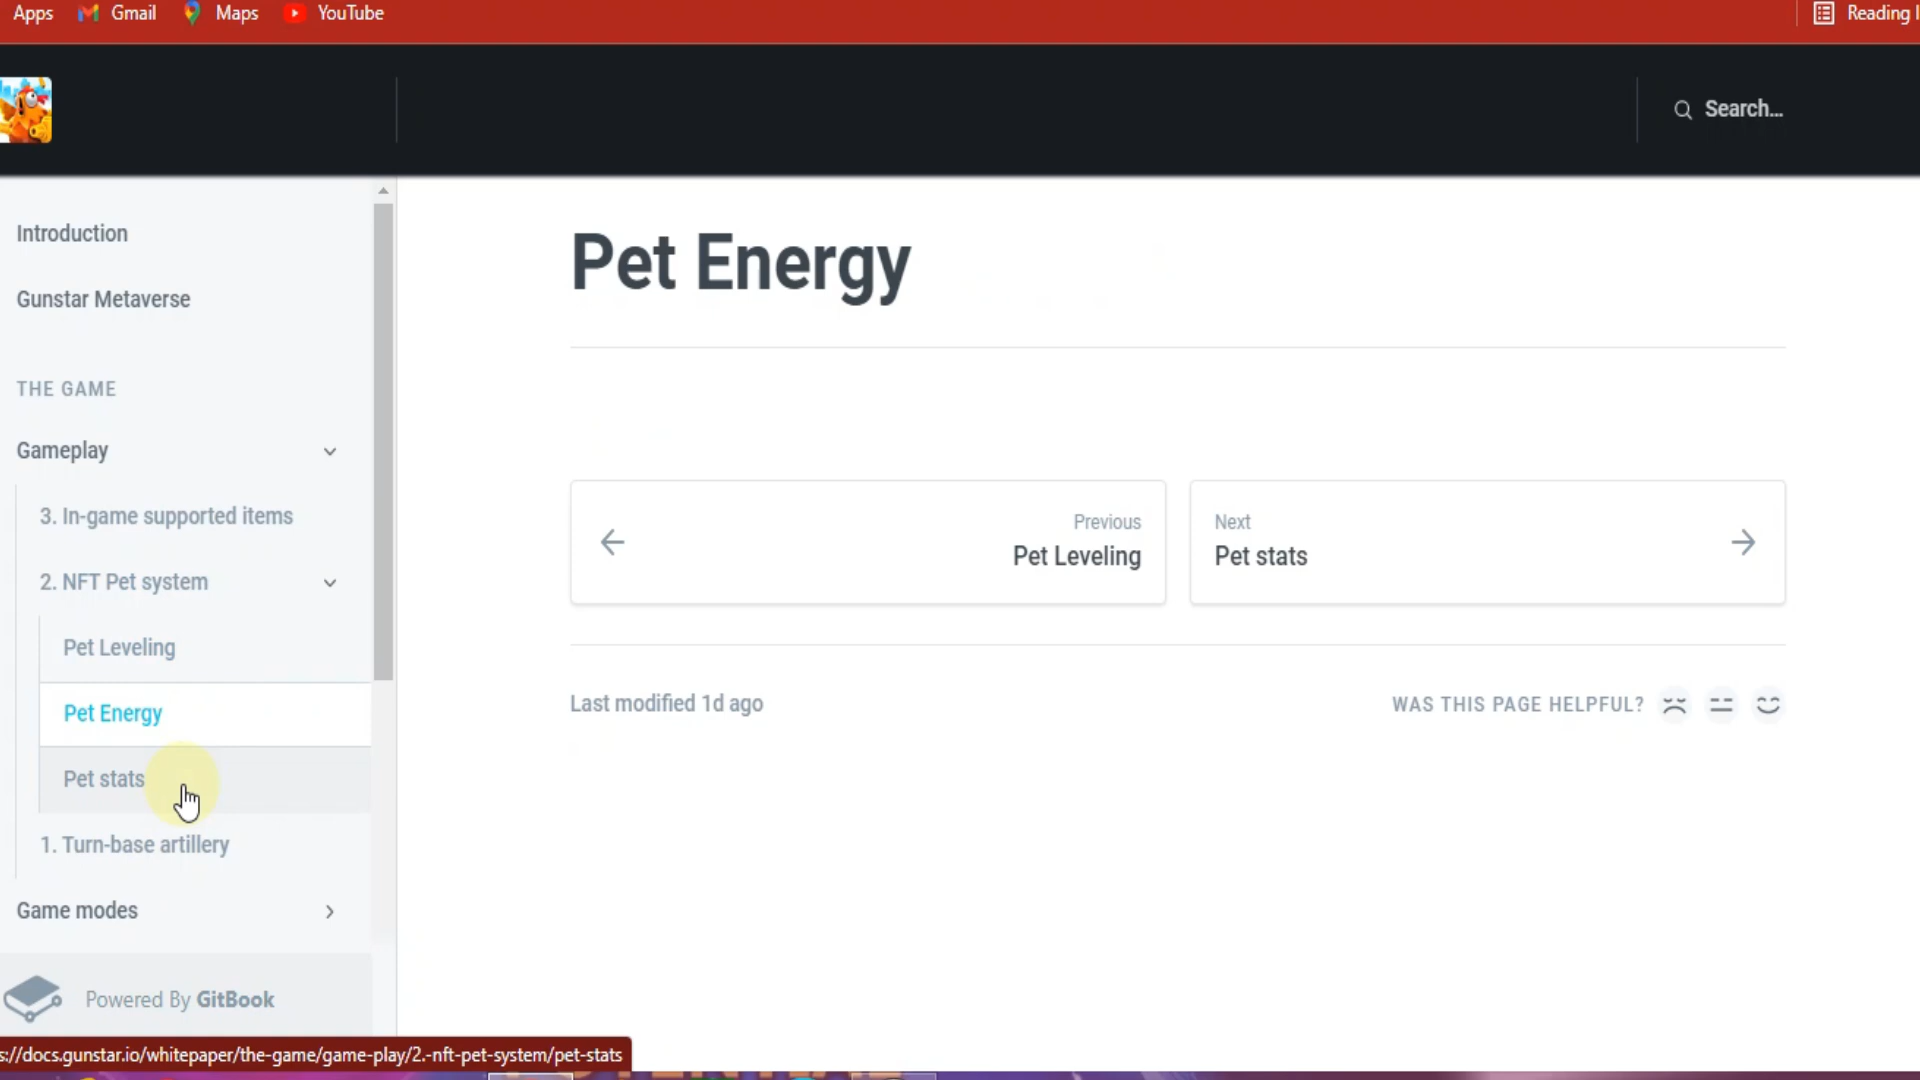 Apps
Gmail
Maps
YouTube
Reading
Search...
Introduction
Gunstar Metaverse
THE GAME
Gameplay
3. In-game supported items
2. NFT Pet system
Pet Leveling
Pet Energy
Pet stats
1. Turn-base artillery
Game modes
Powered By GitBook
Pet Energy
Previous
Pet Leveling
Next
Pet stats
Last modified 1d ago
WAS THIS PAGE HELPFUL?
s://docs.gunstar.io/whitepaper/the-game/game-play/2.-nft-pet-system/pet-stats